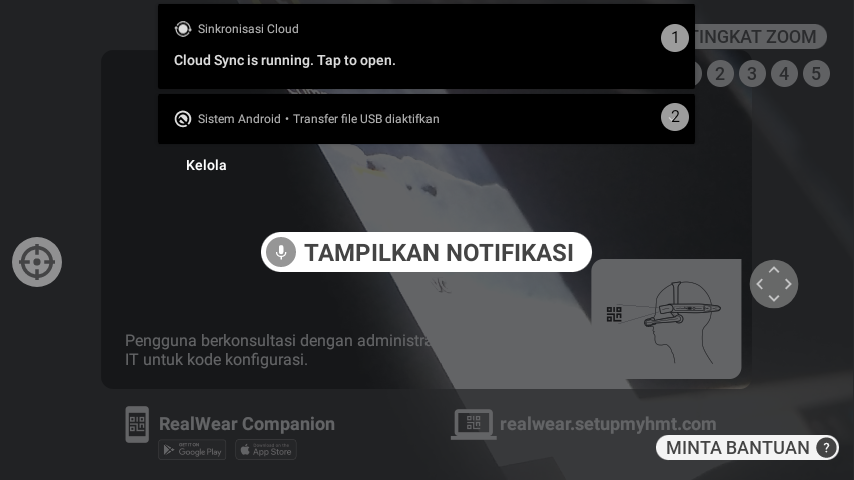 Sinkronisasi Cloud
1
TINGKAT ZOOM
Cloud Sync is running. Tap to open.
2 3 4 5
Sistem Android • Transfer file USB diaktifkan
2
Kelola
TAMPILKAN NOTIFIKASI
Pengguna berkonsultasi dengan
IT untuk kode konfigurasi.
RealWear Companion
realwear.setupmyhmt.com
GET IT ON
Google Play
Download on the
App Store
MINTA BANTUAN ?